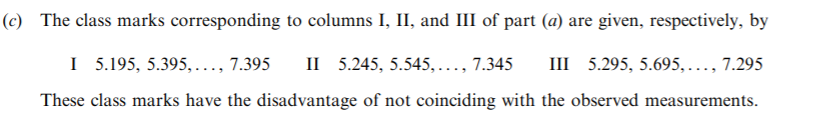 (c) The class marks corresponding to columns I, II, and III of part (a) are given, respectively, by
I 5.195, 5.395, . . . , 7.395 II 5.245, 5.545, . . . , 7.345 III 5.295, 5.695, . . . , 7.295
These class marks have the disadvantage of not coinciding with the observed measurements.